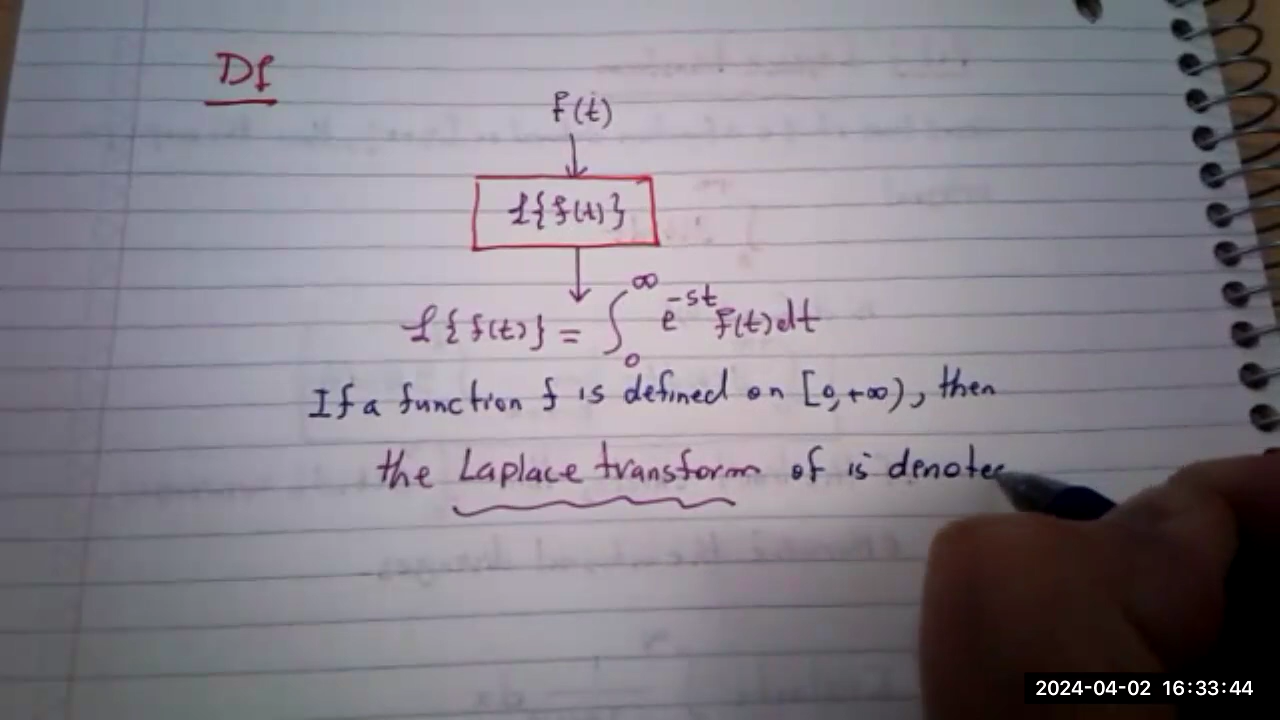 Df
f(t)
ℒ{f(t)}
ℒ{f(t)} = ∫₀^∞ e^{-st} f(t)dt
If a function f is defined on [0,+∞), then
the Laplace transform of is denote
2024-04-02 16:33:44